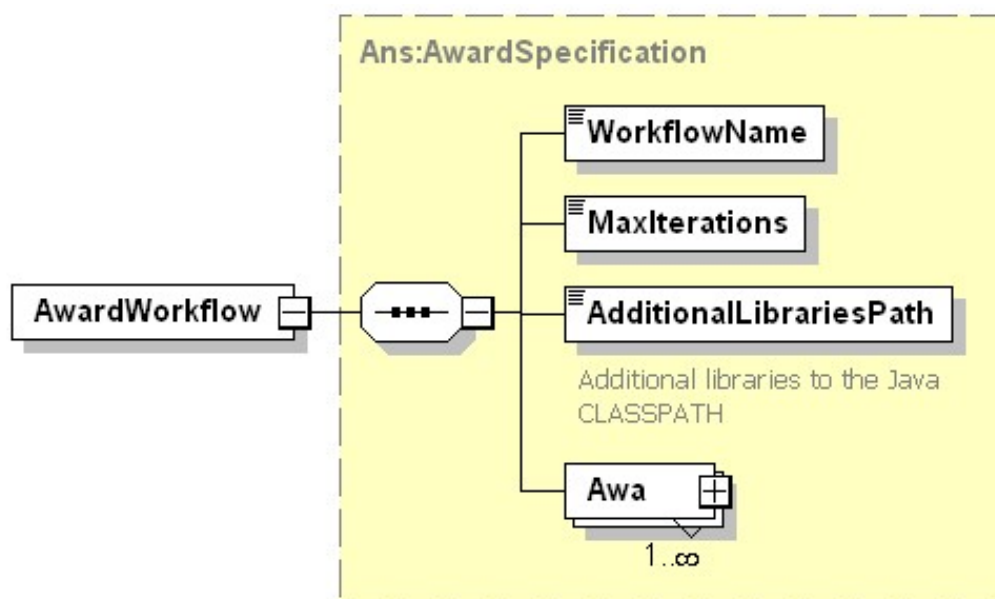 Ans:AwardSpecification
WorkflowName
MaxIterations
AwardWorkflow
AdditionalLibrariesPath
Additional libraries to the Java
CLASSPATH
Awa
1..∞